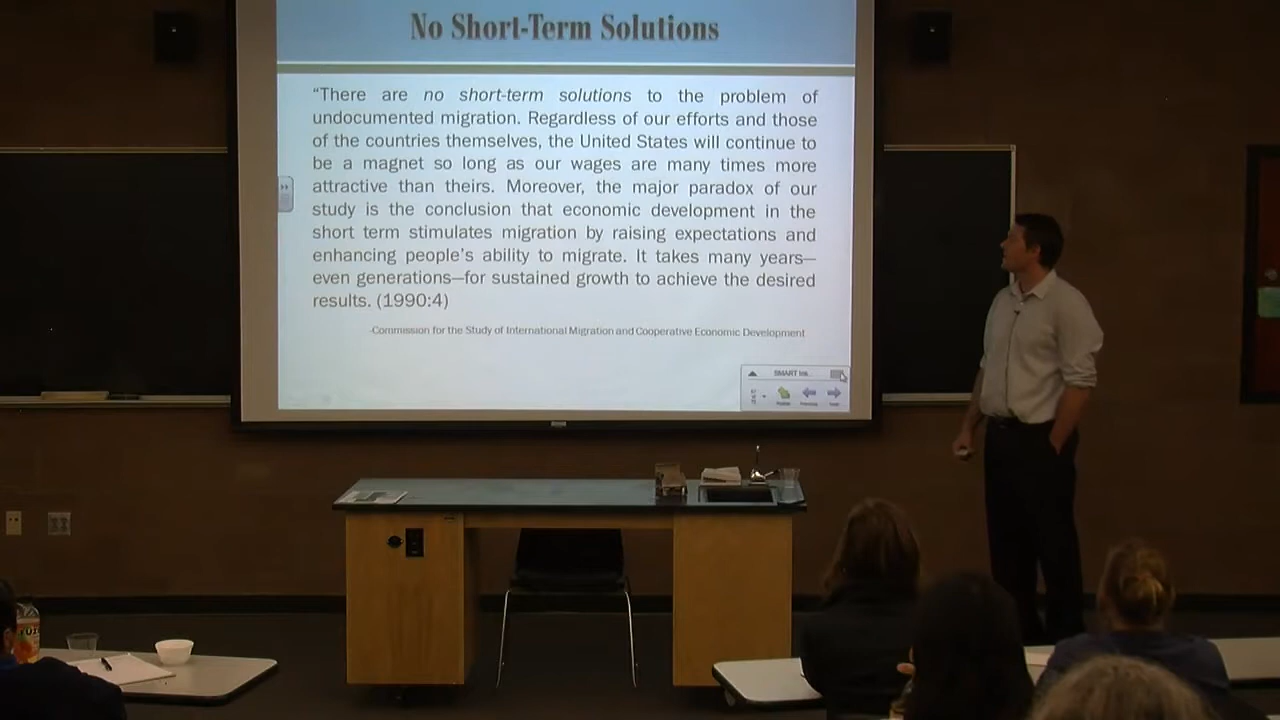 No Short-Term Solutions
“There are no short-term solutions to the problem of
undocumented migration. Regardless of our efforts and those
of the countries themselves, the United States will continue to
be a magnet so long as our wages are many times more
attractive than theirs. Moreover, the major paradox of our
study is the conclusion that economic development in the
short term stimulates migration by raising expectations and
enhancing people’s ability to migrate. It takes many years—
even generations—for sustained growth to achieve the desired
results. (1990:4)
-Commission for the Study of International Migration and Cooperative Economic Development
SMART